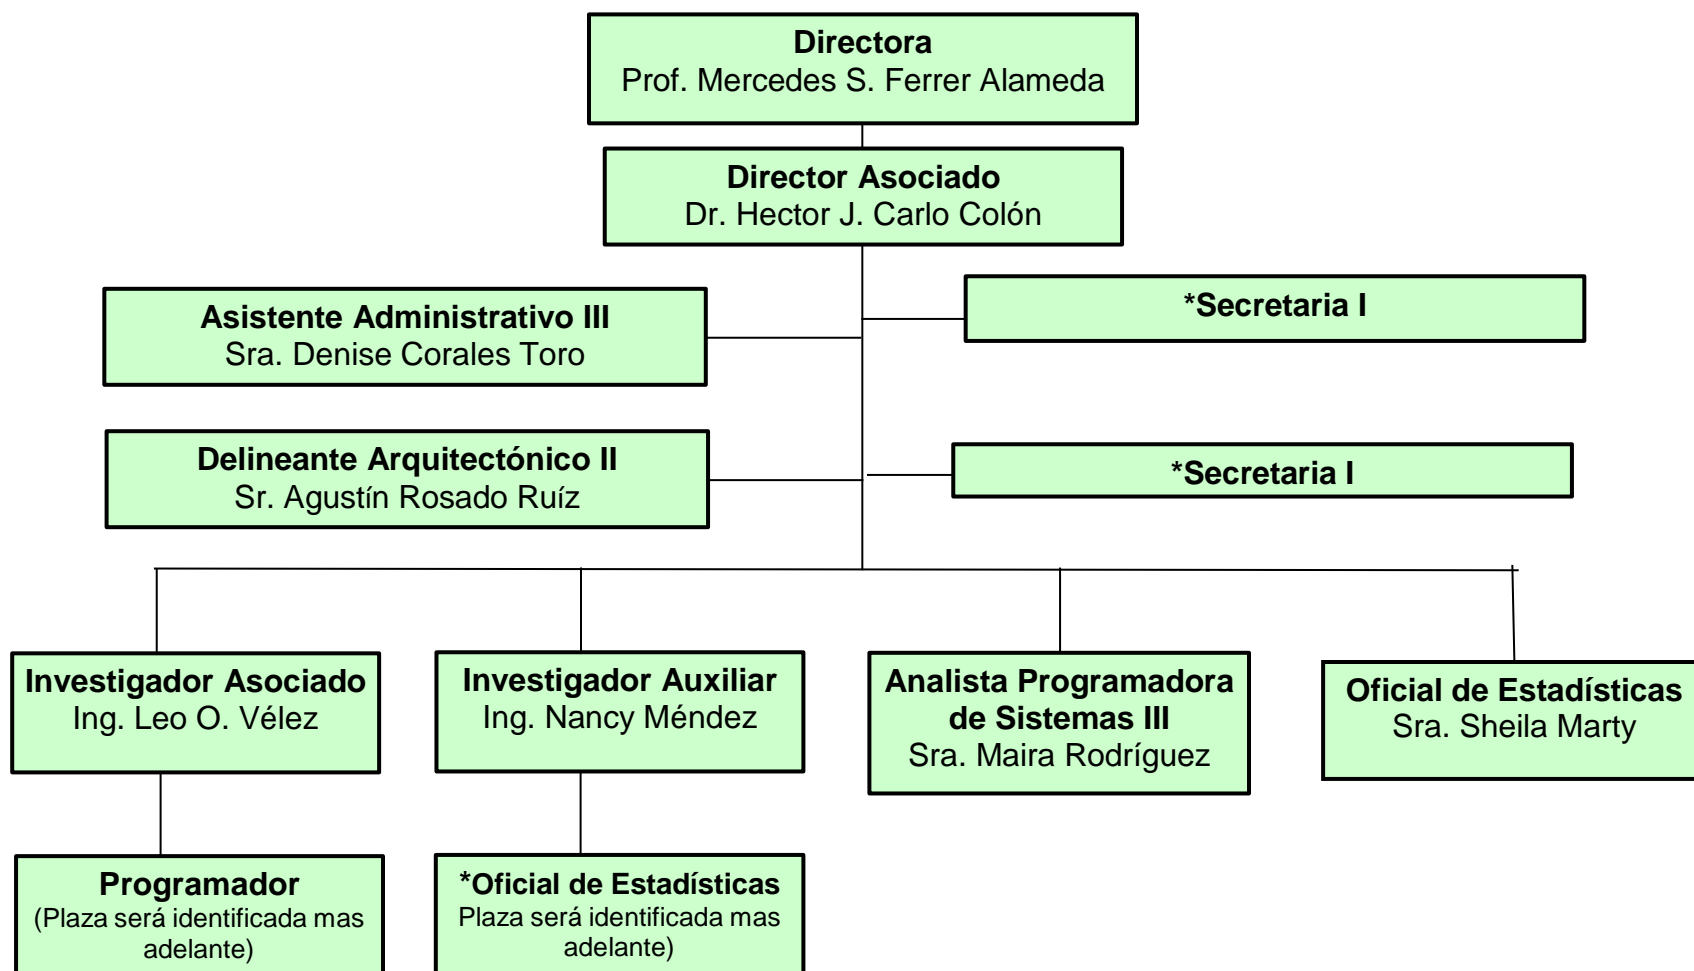 Directora
Prof. Mercedes S. Ferrer Alameda
Director Asociado
Dr. Hector J. Carlo Colón
Asistente Administrativo III
Sra. Denise Corales Toro
*Secretaria I
Delineante Arquitectónico II
Sr. Agustín Rosado Ruíz
*Secretaria I
Investigador Asociado
Ing. Leo O. Vélez
Investigador Auxiliar
Ing. Nancy Méndez
Analista Programadora
de Sistemas III
Sra. Maira Rodríguez
Oficial de Estadísticas
Sra. Sheila Marty
Programador
(Plaza será identificada mas
adelante)
*Oficial de Estadísticas
Plaza será identificada mas
adelante)